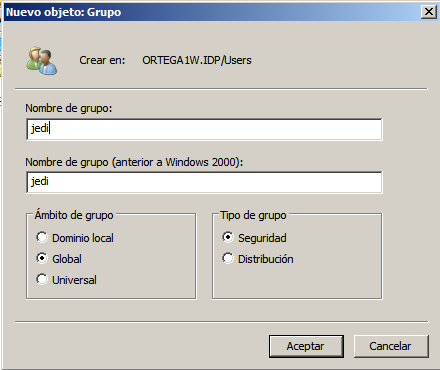 Nuevo objeto: Grupo
Crear en: ORTEGA1W.IDP/Users
Nombre de grupo:
jedi
Nombre de grupo (anterior a Windows 2000):
jedi
Ámbito de grupo
Dominio local
Global
Universal
Tipo de grupo
Seguridad
Distribución
Aceptar
Cancelar